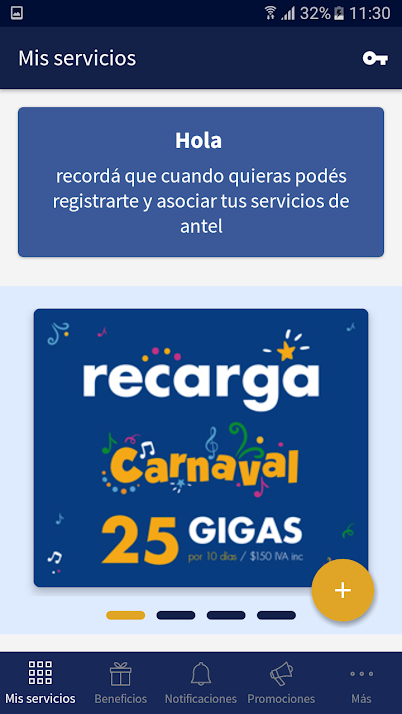 32% 11:30
Mis servicios
Hola
recordá que cuando quieras podés
registrarte y asociar tus servicios de
antel
recarga
Carnaval
25 GIGAS
por 10 días / $150 IVA inc
+
Mis servicios Beneficios Notificaciones Promociones Más